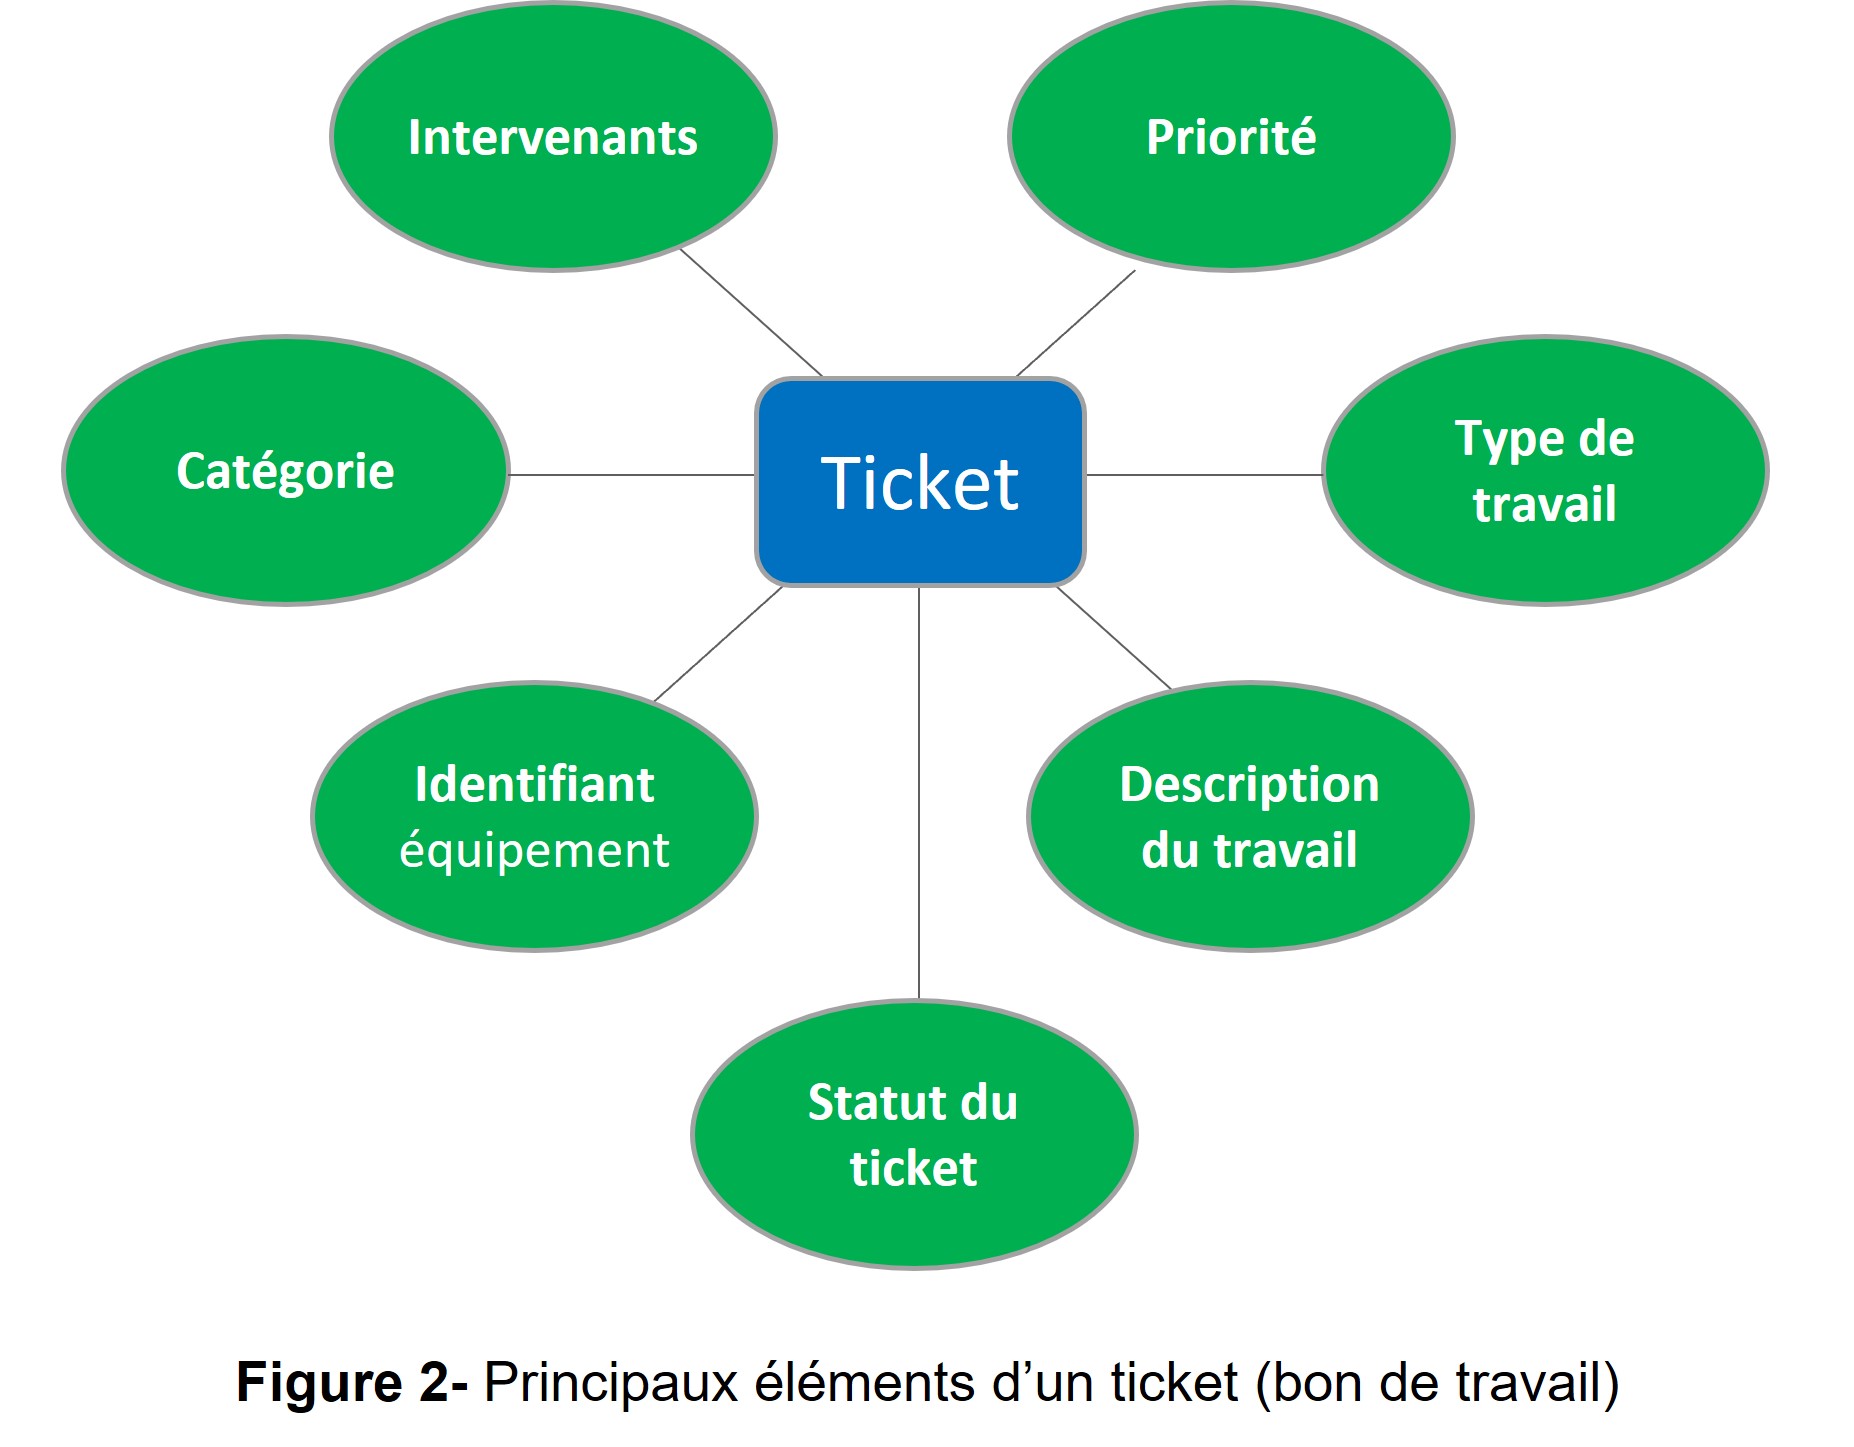 Intervenants
Priorité
Catégorie
Ticket
Type de
travail
Identifiant
équipement
Description
du travail
Statut du
ticket
Figure 2- Principaux éléments d’un ticket (bon de travail)